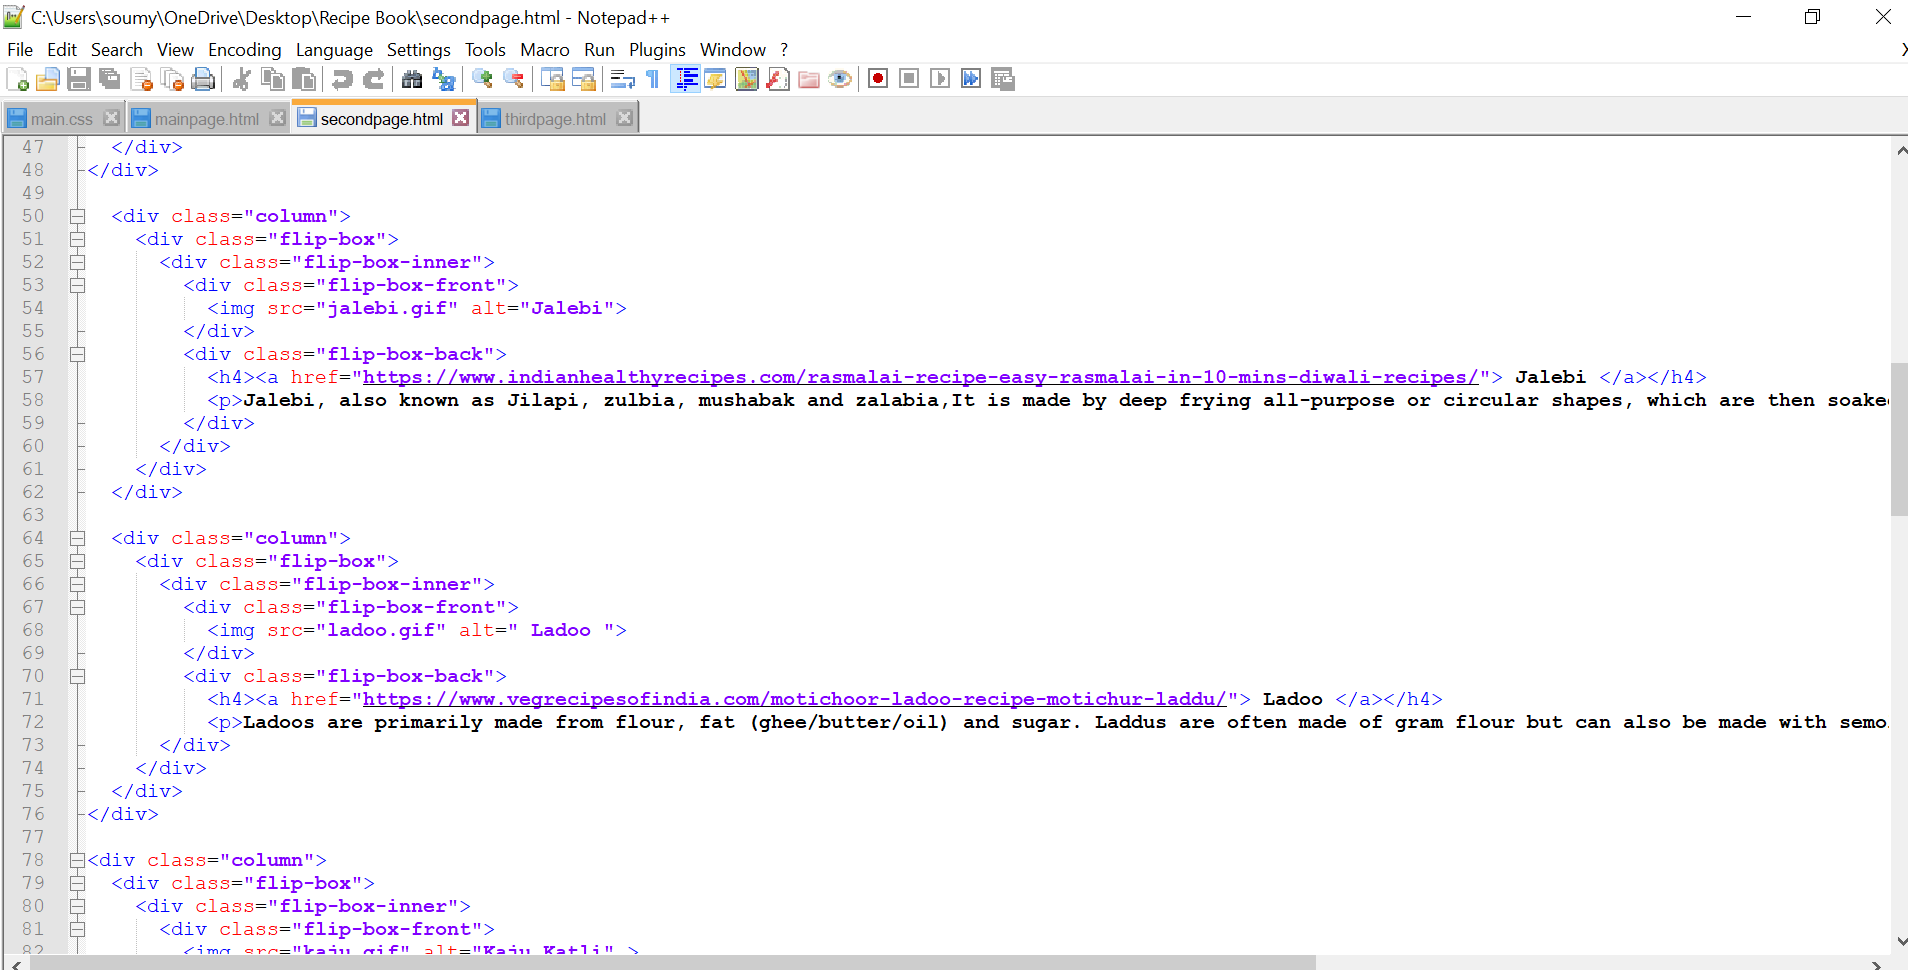 C:\Users\soumy\OneDrive\Desktop\Recipe Book\secondpage.html - Notepad++
File Edit Search View Encoding Language Settings Tools Macro Run Plugins Window ?
main.css mainpage.html secondpage.html thirdpage.html
47 </div>
48 </div>
49
50 <div class="column">
51 <div class="flip-box">
52 <div class="flip-box-inner">
53 <div class="flip-box-front">
54 <img src="jalebi.gif" alt="Jalebi">
55 </div>
56 <div class="flip-box-back">
57 <h4><a href="https://www.indianhealthyrecipes.com/rasmalai-recipe-easy-rasmalai-in-10-mins-diwali-recipes/"> Jalebi </a></h4>
58 <p>Jalebi, also known as Jilapi, zulbia, mushabak and zalabia,It is made by deep frying all-purpose or circular shapes, which are then soake
59 </div>
60 </div>
61 </div>
62 </div>
63
64 <div class="column">
65 <div class="flip-box">
66 <div class="flip-box-inner">
67 <div class="flip-box-front">
68 <img src="ladoo.gif" alt=" Ladoo ">
69 </div>
70 <div class="flip-box-back">
71 <h4><a href="https://www.vegrecipesofindia.com/motichoor-ladoo-recipe-motichur-laddu/"> Ladoo </a></h4>
72 <p>Ladoos are primarily made from flour, fat (ghee/butter/oil) and sugar. Laddus are often made of gram flour but can also be made with semo
73 </div>
74 </div>
75 </div>
76 </div>
77
78 <div class="column">
79 <div class="flip-box">
80 <div class="flip-box-inner">
81 <div class="flip-box-front">
82 <img src="kaju.gif" alt="Kaju Katli" >